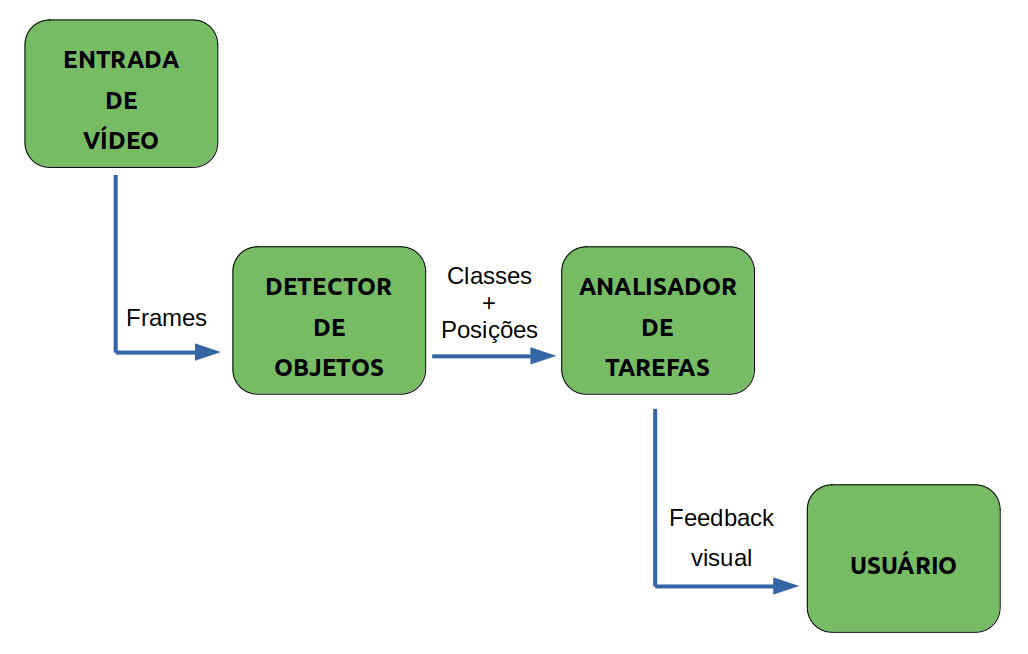 ENTRADA
DE
VÍDEO
Frames
DETECTOR
DE
OBJETOS
Classes
+
Posições
ANALISADOR
DE
TAREFAS
Feedback
visual
USUÁRIO